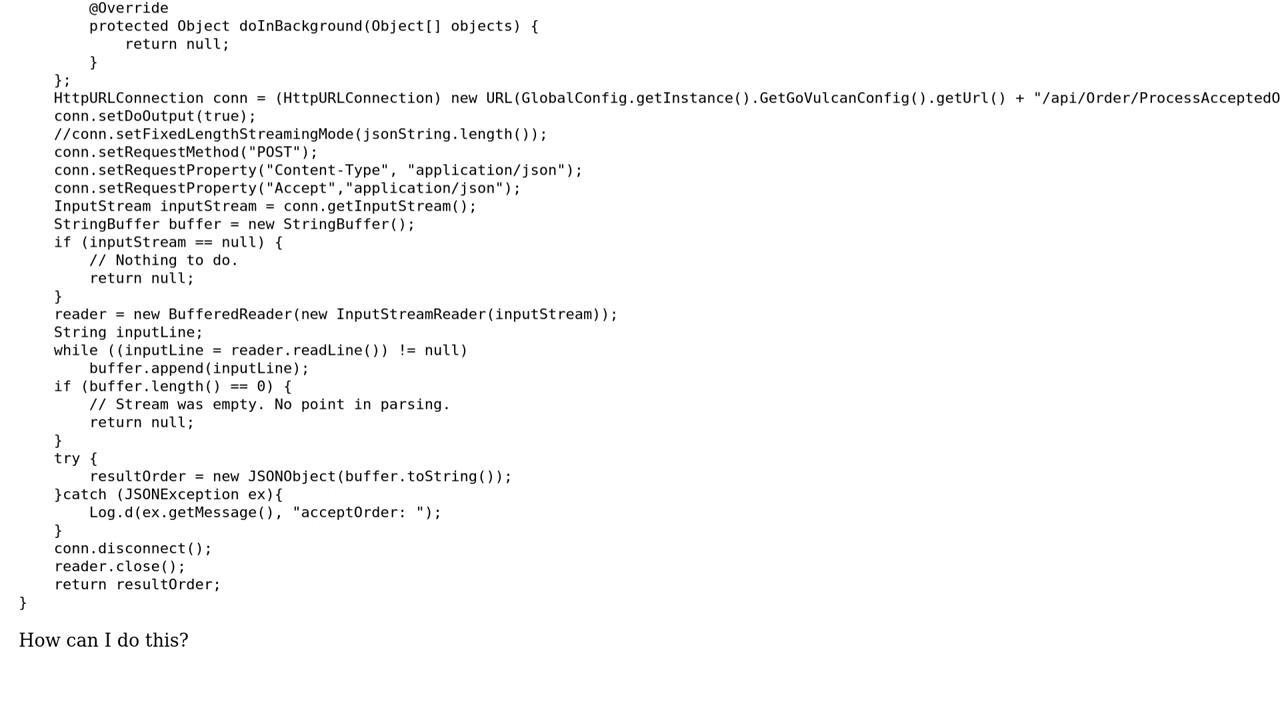 @Override
        protected Object doInBackground(Object[] objects) {
            return null;
        }
    };
    HttpURLConnection conn = (HttpURLConnection) new URL(GlobalConfig.getInstance().GetGoVulcanConfig().getUrl() + "/api/Order/ProcessAcceptedO
    conn.setDoOutput(true);
    //conn.setFixedLengthStreamingMode(jsonString.length());
    conn.setRequestMethod("POST");
    conn.setRequestProperty("Content-Type", "application/json");
    conn.setRequestProperty("Accept","application/json");
    InputStream inputStream = conn.getInputStream();
    StringBuffer buffer = new StringBuffer();
    if (inputStream == null) {
        // Nothing to do.
        return null;
    }
    reader = new BufferedReader(new InputStreamReader(inputStream));
    String inputLine;
    while ((inputLine = reader.readLine()) != null)
        buffer.append(inputLine);
    if (buffer.length() == 0) {
        // Stream was empty. No point in parsing.
        return null;
    }
    try {
        resultOrder = new JSONObject(buffer.toString());
    }catch (JSONException ex){
        Log.d(ex.getMessage(), "acceptOrder: ");
    }
    conn.disconnect();
    reader.close();
    return resultOrder;
}
How can I do this?